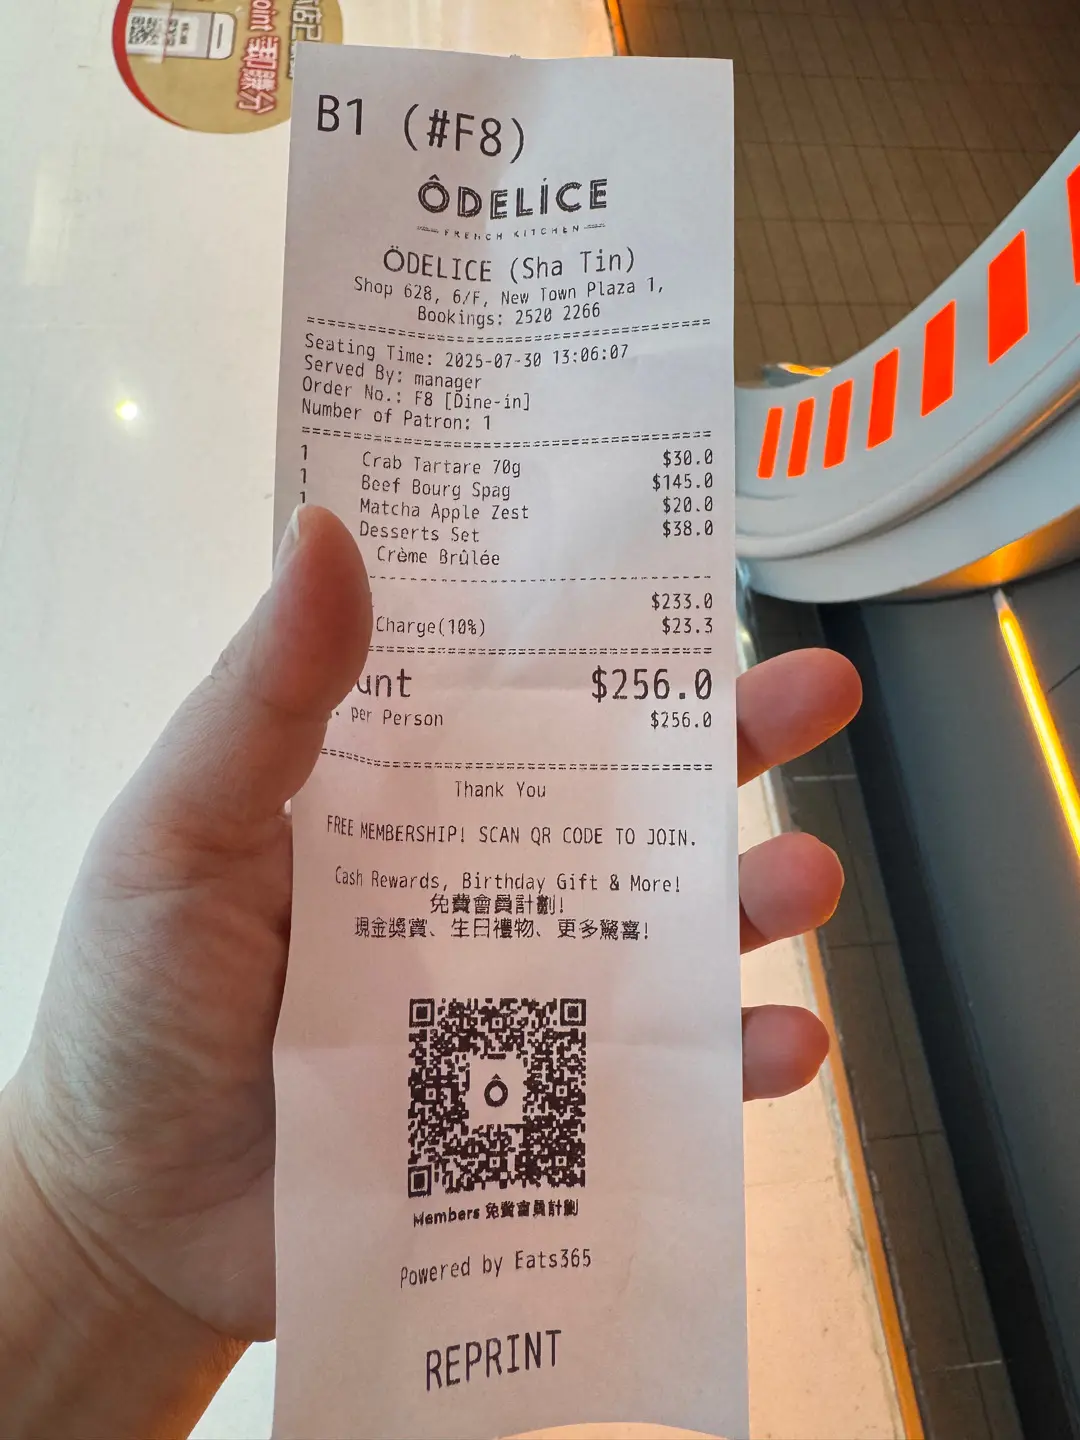 point 即賺分
B1 (#F8)
ÔDELICE
FRENCH KITCHEN
ÖDELICE (Sha Tin)
Shop 628, 6/F, New Town Plaza 1,
Bookings: 2520 2266
Seating Time: 2025-07-30 13:06:07
Served By: manager
Order No.: F8 [Dine-in]
Number of Patron: 1
1 Crab Tartare 70g $30.0
1 Beef Bourg Spag $145.0
1 Matcha Apple Zest $20.0
Desserts Set $38.0
Crème Brûlée
$233.0
Charge(10%) $23.3
unt $256.0
per Person $256.0
Thank You
FREE MEMBERSHIP! SCAN QR CODE TO JOIN.
Cash Rewards, Birthday Gift & More!
免費會員計劃!
現金獎賞、生日禮物、更多驚喜!
Ô
Members 免費會員計劃
Powered by Eats365
REPRINT